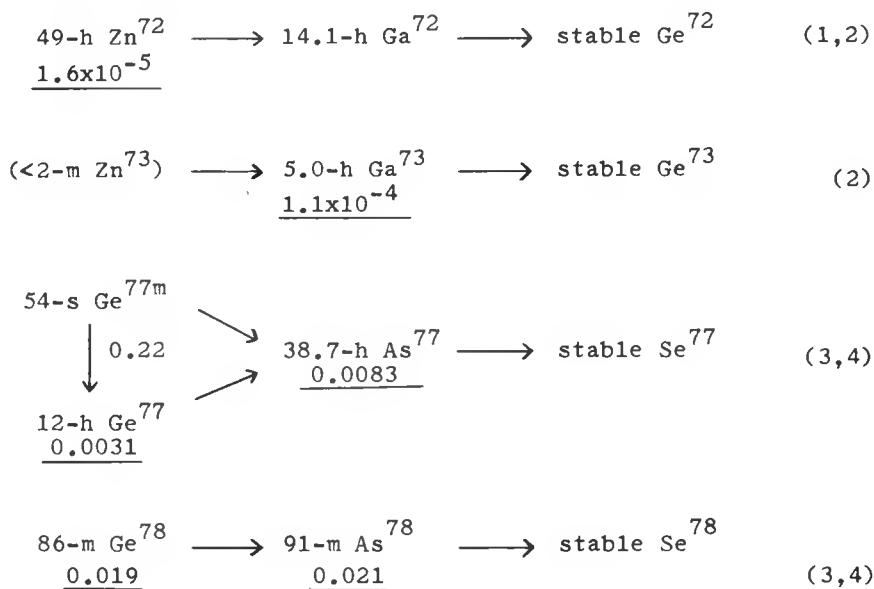 49-h Zn⁷² ⟶ 14.1-h Ga⁷² ⟶ stable Ge⁷² (1,2)
1.6x10⁻⁵
(<2-m Zn⁷³) ⟶ 5.0-h Ga⁷³ ⟶ stable Ge⁷³ (2)
1.1x10⁻⁴
54-s Ge⁷⁷ᵐ
0.22 38.7-h As⁷⁷ ⟶ stable Se⁷⁷ (3,4)
0.0083
12-h Ge⁷⁷
0.0031
86-m Ge⁷⁸ ⟶ 91-m As⁷⁸ ⟶ stable Se⁷⁸
0.019 0.021 (3,4)